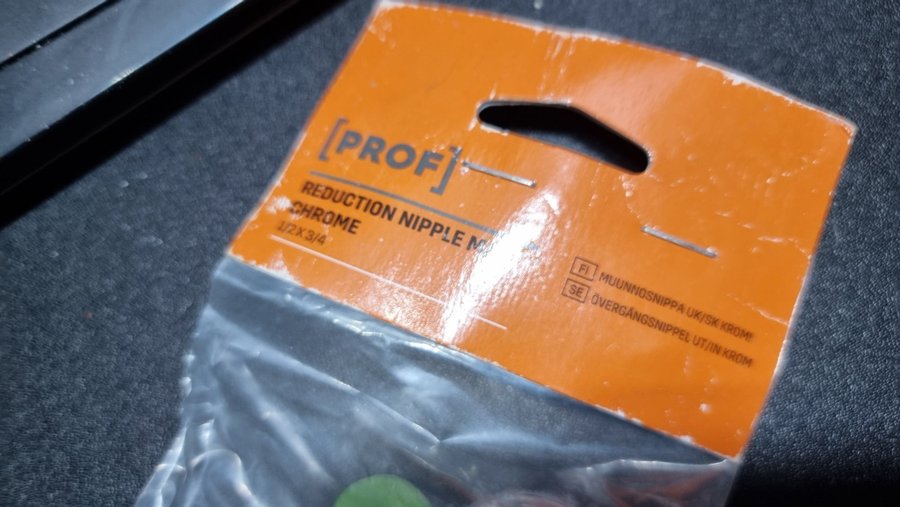 [PROF]
REDUCTION NIPPLE
CHROME
1/2 X 3/4
FI MUUNNOSNIPPA UK/SK KROMI
SE ÖVERGÅNGSNIPPEL UT/IN KROM